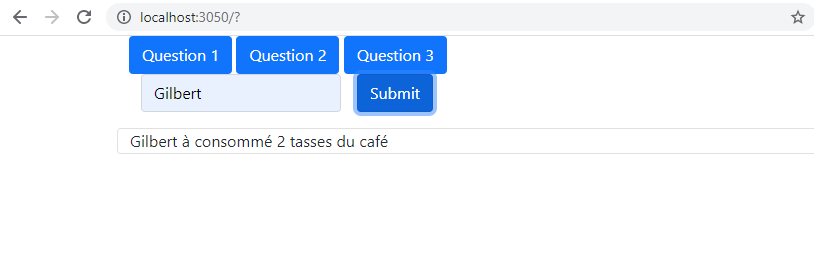 localhost:3050/?
Question 1 Question 2 Question 3
Gilbert Submit
Gilbert à consommé 2 tasses du café